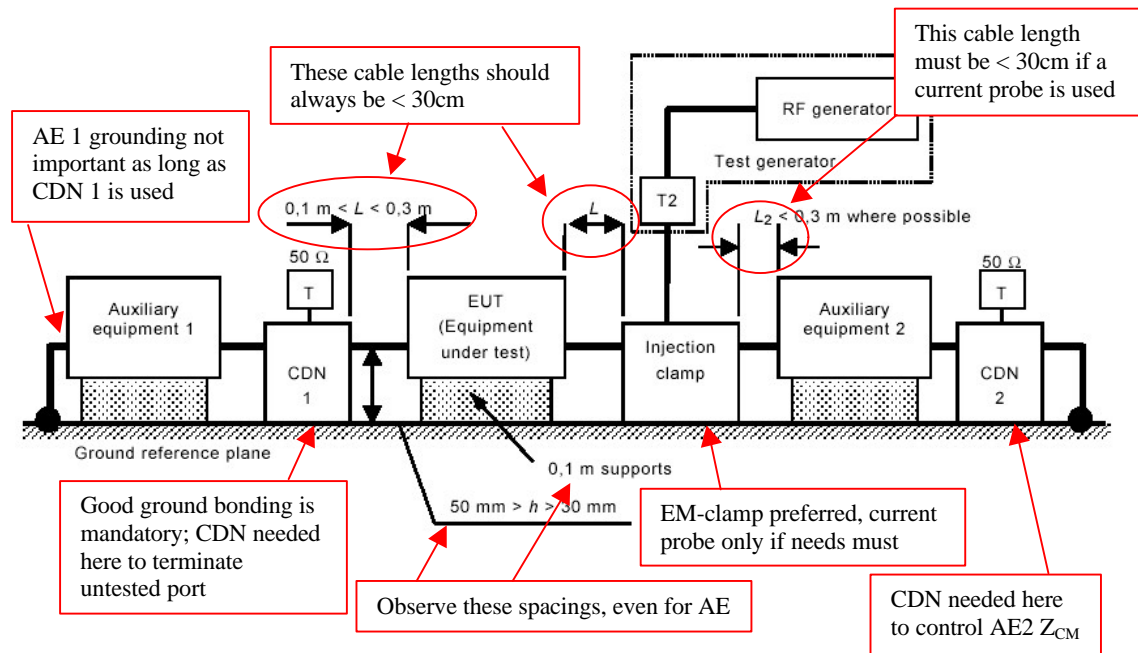 These cable lengths should
always be < 30cm
This cable length
must be < 30cm if a
current probe is used
AE 1 grounding not
important as long as
CDN 1 is used
RF generator
Test generator
T2
0,1 m < L < 0,3 m
L
L2 < 0,3 m where possible
50 Ω
T
50 Ω
T
Auxiliary
equipment 1
CDN
1
EUT
(Equipment
under test)
Injection
clamp
Auxiliary
equipment 2
CDN
2
Ground reference plane
0,1 m supports
50 mm > h > 30 mm
Good ground bonding is
mandatory; CDN needed
here to terminate
untested port
EM-clamp preferred, current
probe only if needs must
Observe these spacings, even for AE
CDN needed here
to control AE2 ZCM